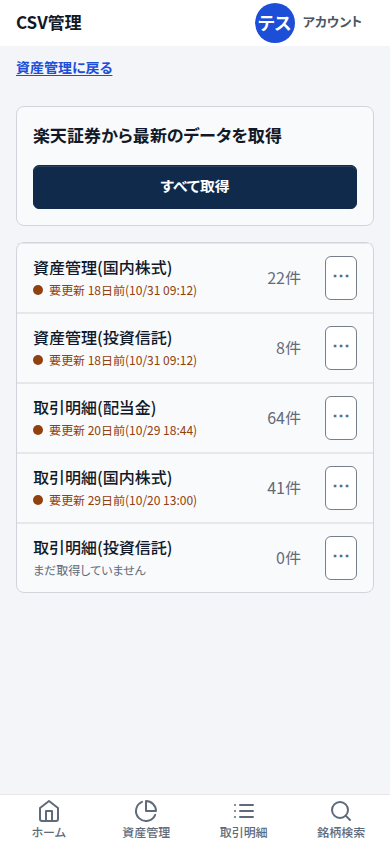 CSV管理
テス アカウント
資産管理に戻る
楽天証券から最新のデータを取得
すべて取得
資産管理(国内株式)
要更新 18日前(10/31 09:12)
22件
資産管理(投資信託)
要更新 18日前(10/31 09:12)
8件
取引明細(配当金)
要更新 20日前(10/29 18:44)
64件
取引明細(国内株式)
要更新 29日前(10/20 13:00)
41件
取引明細(投資信託)
まだ取得していません
0件
ホーム 資産管理 取引明細 銘柄検索